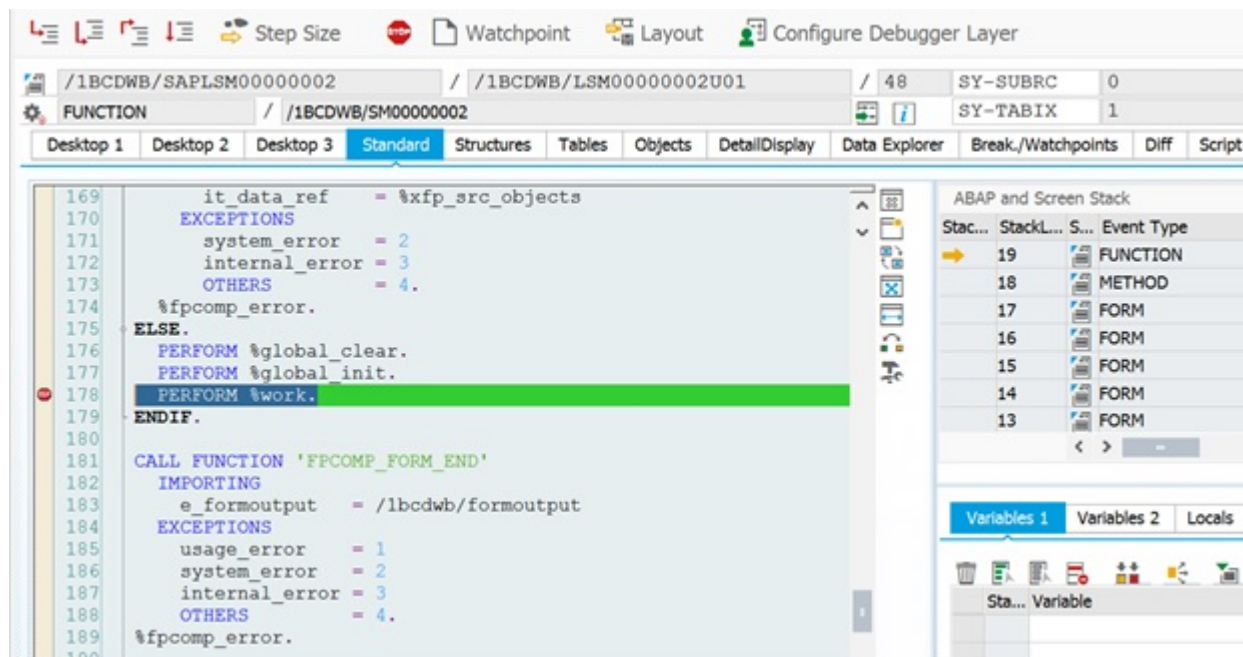 Step Size STOP Watchpoint Layout Configure Debugger Layer
/1BCDWB/SAPLSM00000002 / /1BCDWB/LSM00000002U01 / 48 SY-SUBRC 0
FUNCTION / /1BCDWB/SM00000002 SY-TABIX 1
Desktop 1 Desktop 2 Desktop 3 Standard Structures Tables Objects DetailDisplay Data Explorer Break./Watchpoints Diff Script
169 it_data_ref = %xfp_src_objects
170 EXCEPTIONS
171 system_error = 2
172 internal_error = 3
173 OTHERS = 4.
174 %fpcomp_error.
175 ELSE.
176 PERFORM %global_clear.
177 PERFORM %global_init.
178 PERFORM %work.
179 ENDIF.
180
181 CALL FUNCTION 'FPCOMP_FORM_END'
182 IMPORTING
183 e_formoutput = /1bcdwb/formoutput
184 EXCEPTIONS
185 usage_error = 1
186 system_error = 2
187 internal_error = 3
188 OTHERS = 4.
189 %fpcomp_error.
ABAP and Screen Stack
Stac... StackL... S... Event Type
19 FUNCTION
18 METHOD
17 FORM
16 FORM
15 FORM
14 FORM
13 FORM
Variables 1 Variables 2 Locals
Sta... Variable